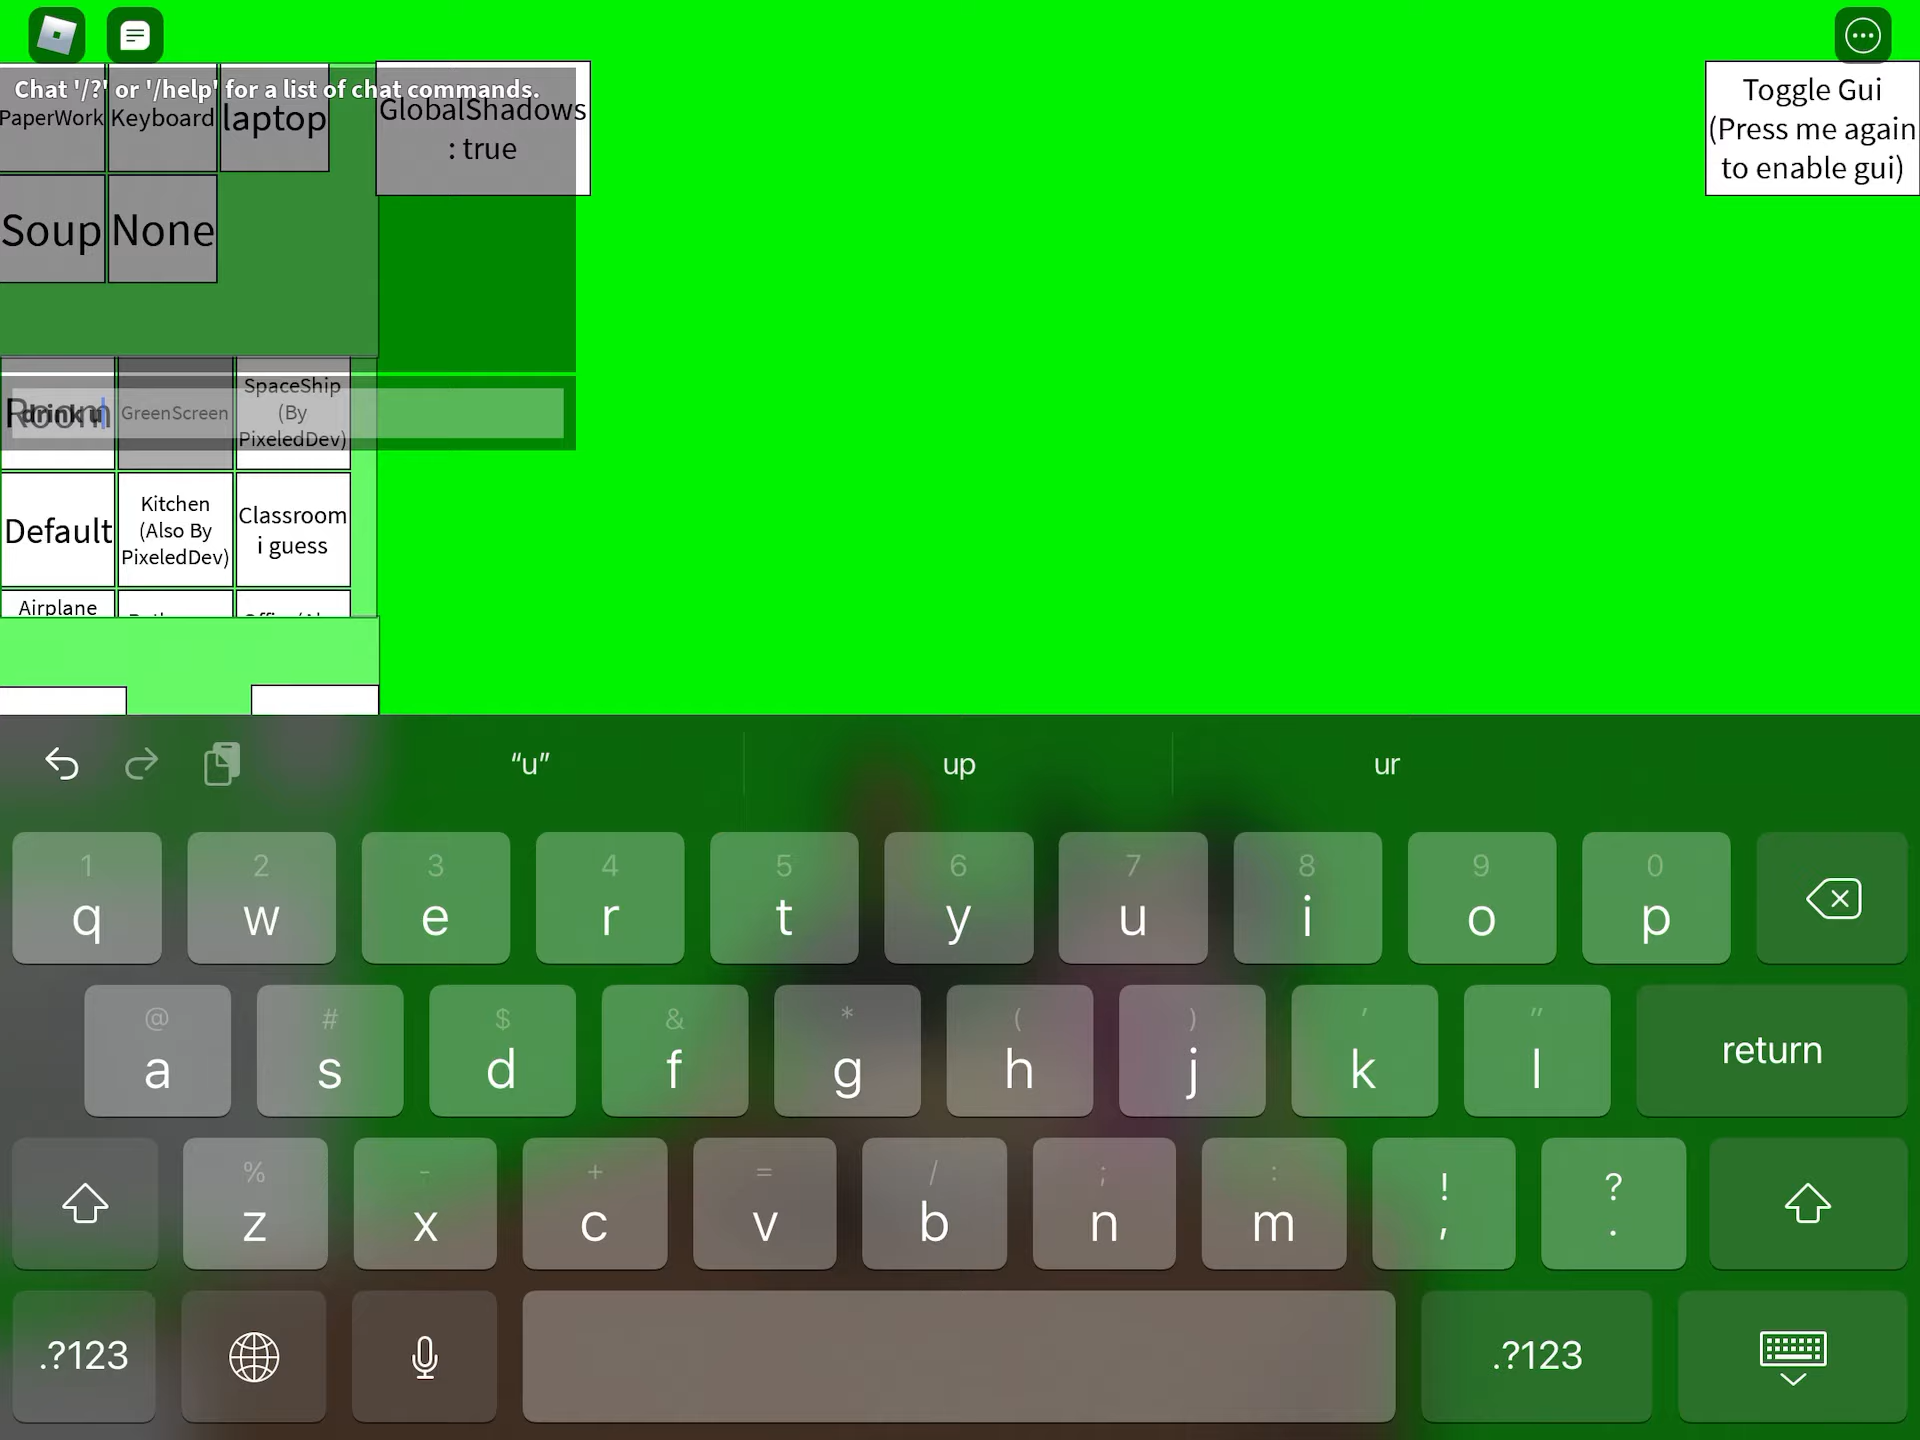 Chat '/?' or '/help' for a list of chat commands.
PaperWork
Keyboard
laptop
GlobalShadows
: true
Toggle Gui
(Press me again
to enable gui)
Soup
None
Room
drink u
GreenScreen
SpaceShip
(By
PixeledDev)
Default
Kitchen
(Also By
PixeledDev)
Classroom
i guess
Airplane
“u”
up
ur
1 2 3 4 5 6 7 8 9 0
q w e r t y u i o p
@ # $ & * ( ) ' "
a s d f g h j k l return
% - + = / ; : ! ?
z x c v b n m , .
.?123 .?123